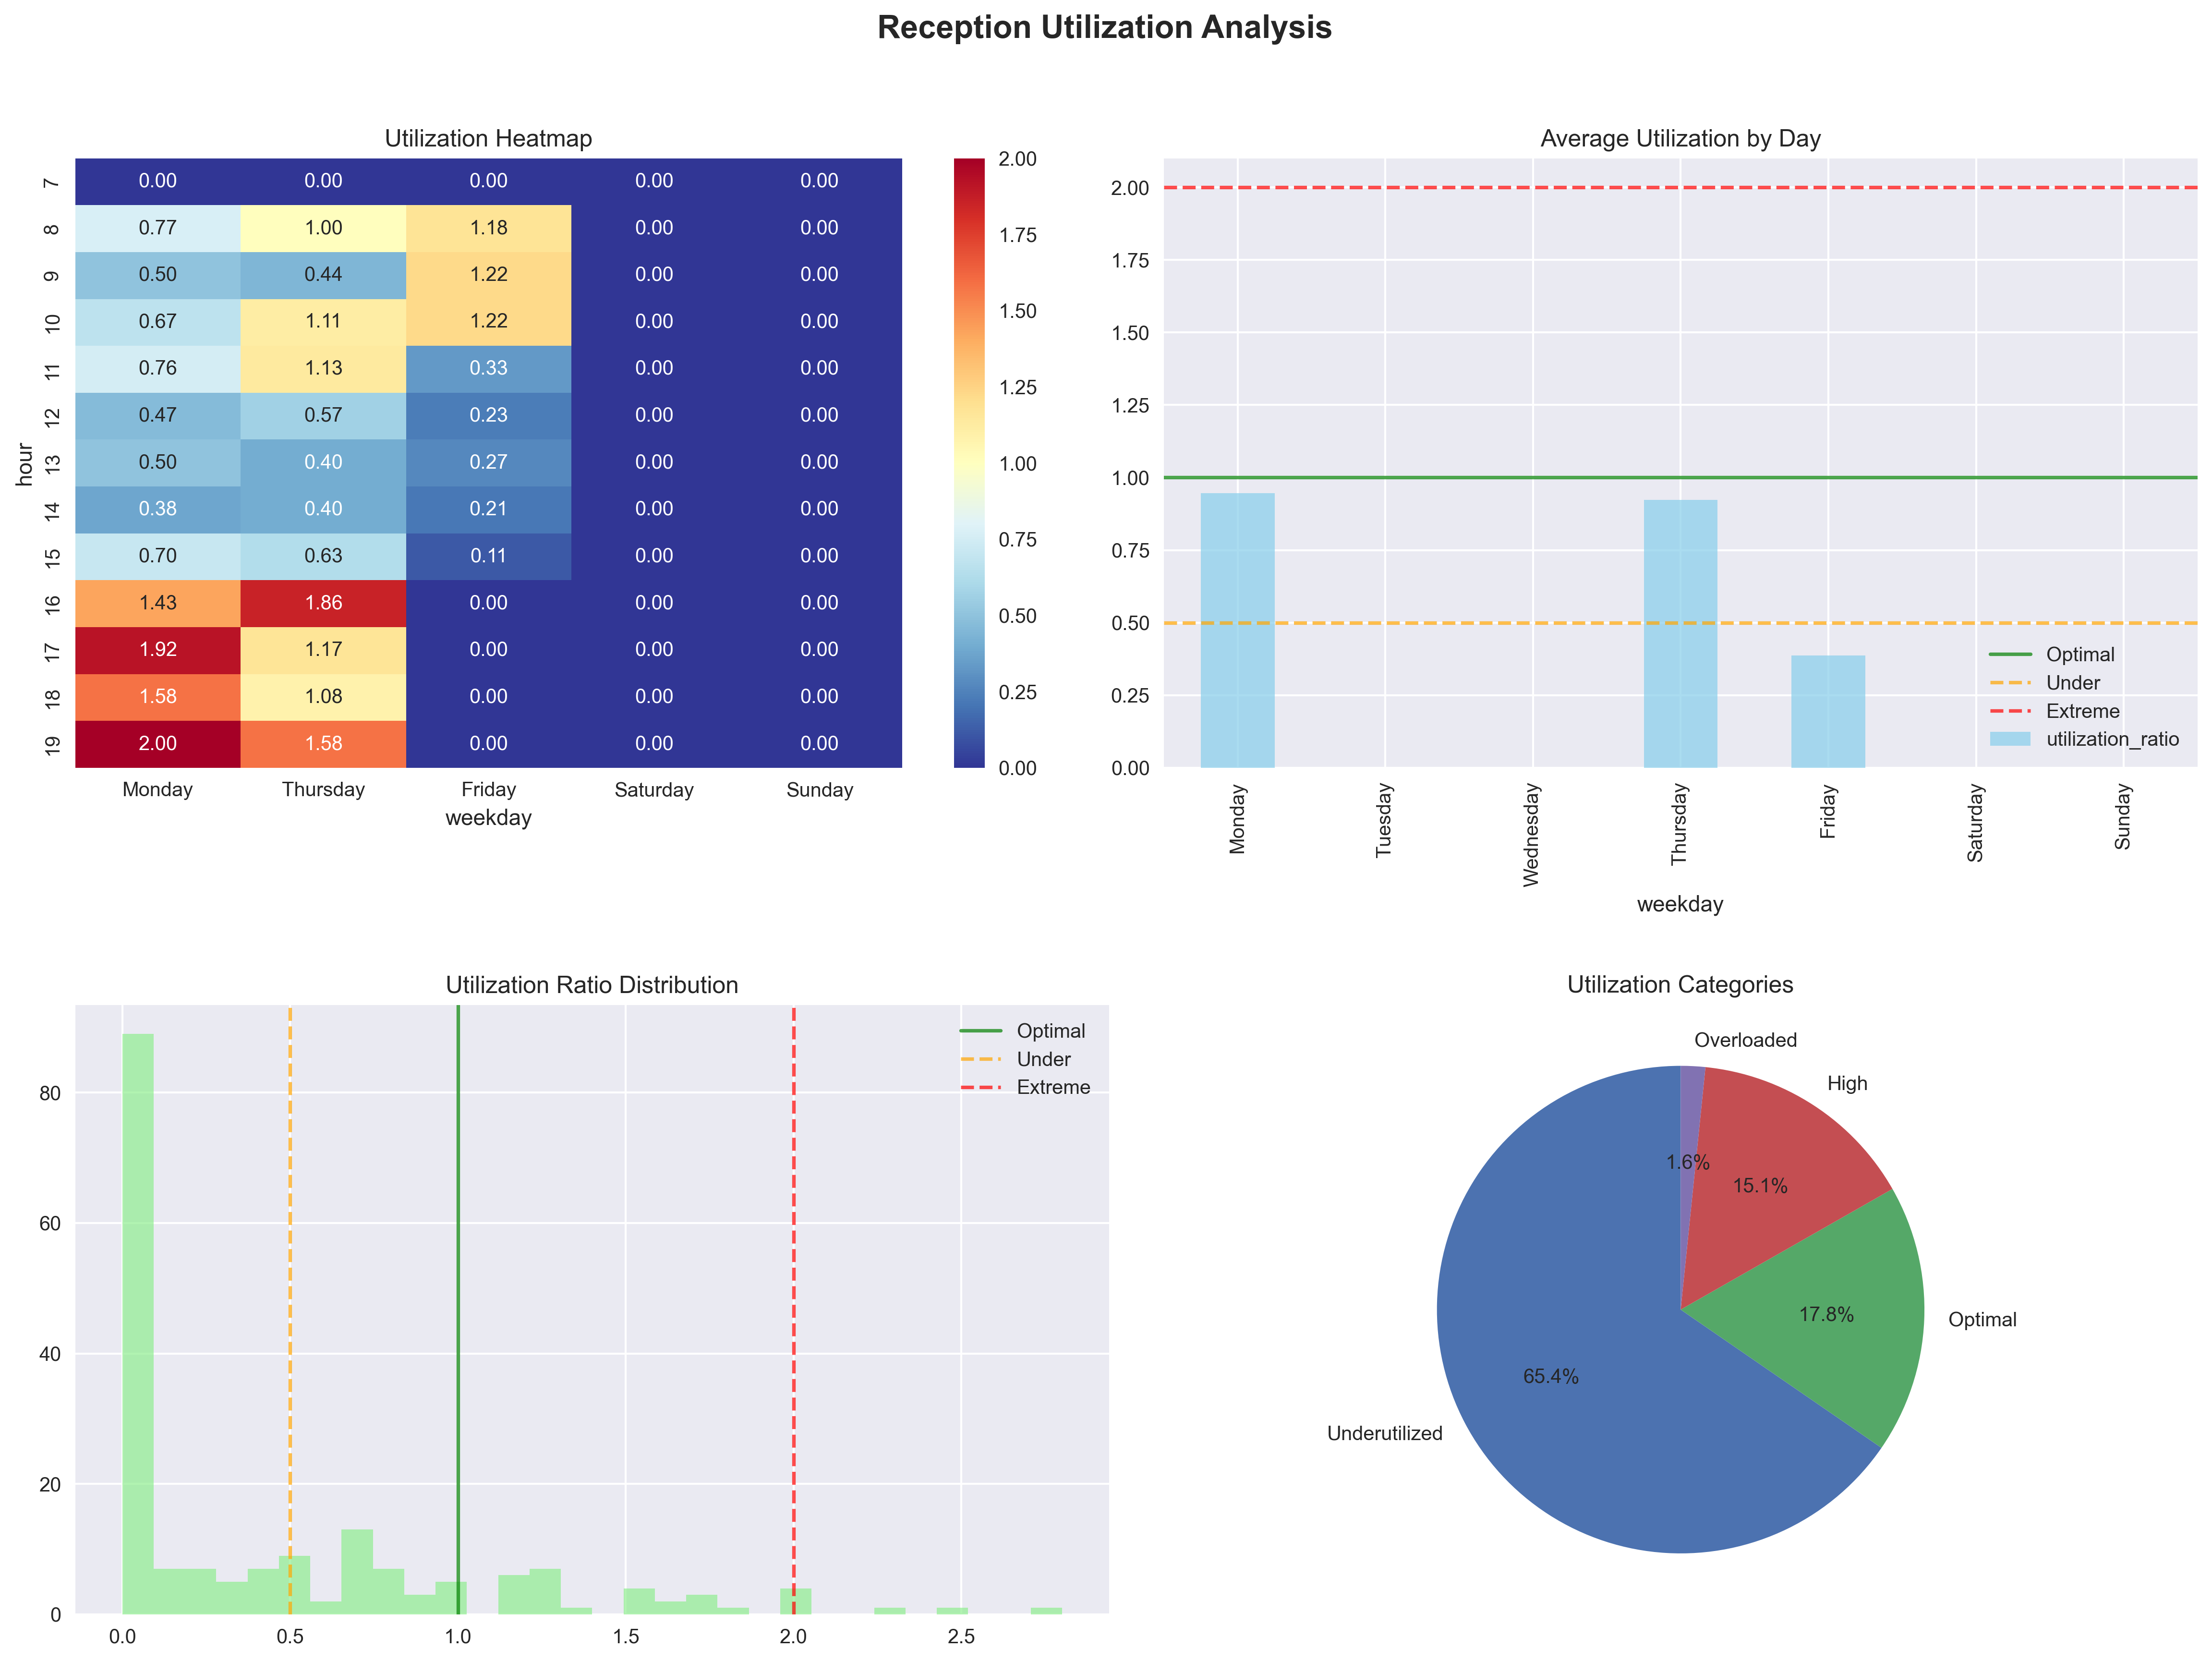 Reception Utilization Analysis
Utilization Heatmap
7 0.00 0.00 0.00 0.00 0.00
8 0.77 1.00 1.18 0.00 0.00
9 0.50 0.44 1.22 0.00 0.00
10 0.67 1.11 1.22 0.00 0.00
11 0.76 1.13 0.33 0.00 0.00
12 0.47 0.57 0.23 0.00 0.00
13 0.50 0.40 0.27 0.00 0.00
14 0.38 0.40 0.21 0.00 0.00
15 0.70 0.63 0.11 0.00 0.00
16 1.43 1.86 0.00 0.00 0.00
17 1.92 1.17 0.00 0.00 0.00
18 1.58 1.08 0.00 0.00 0.00
19 2.00 1.58 0.00 0.00 0.00
hour
Monday Thursday Friday Saturday Sunday
weekday
2.00
1.75
1.50
1.25
1.00
0.75
0.50
0.25
0.00
Average Utilization by Day
2.00
1.75
1.50
1.25
1.00
0.75
0.50
0.25
0.00
Optimal
Under
Extreme
utilization_ratio
Monday Tuesday Wednesday Thursday Friday Saturday Sunday
weekday
Utilization Ratio Distribution
80
60
40
20
0
Optimal
Under
Extreme
0.0 0.5 1.0 1.5 2.0 2.5
Utilization Categories
Overloaded
High
1.6%
15.1%
17.8%
Optimal
65.4%
Underutilized